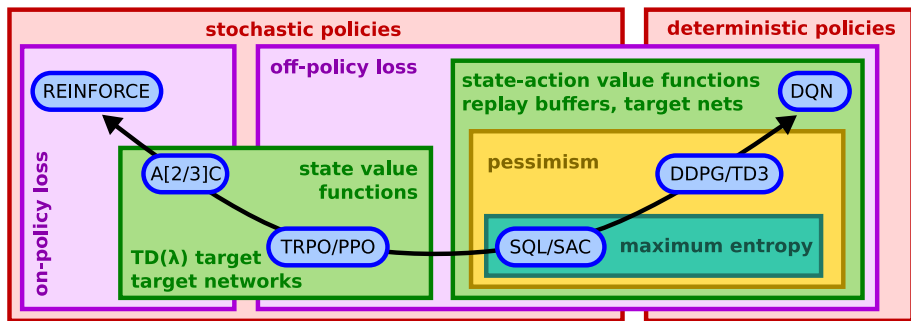 stochastic policies
deterministic policies
off-policy loss
on-policy loss
REINFORCE
state-action value functions
replay buffers, target nets
DQN
A[2/3]C
state value
functions
pessimism
DDPG/TD3
TRPO/PPO
SQL/SAC
maximum entropy
TD(λ) target
target networks